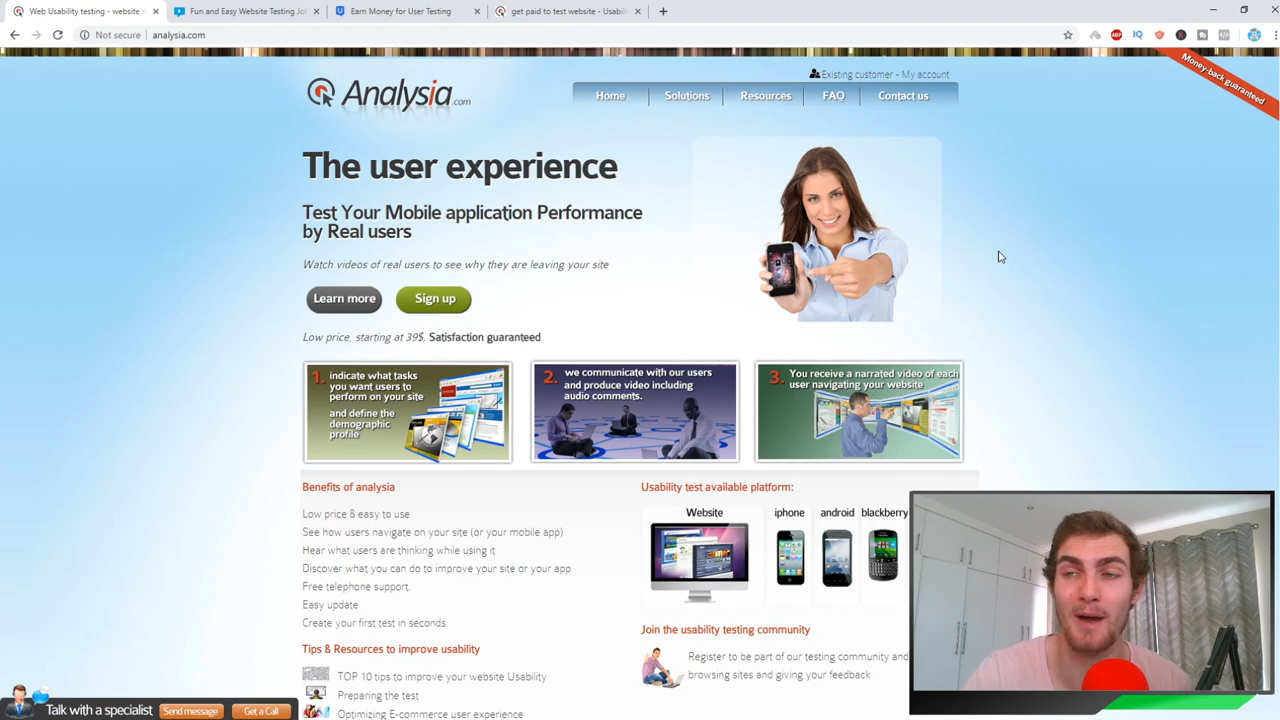 Web Usability testing - website r
Fun and Easy Website Testing Jo
Earn Money for User Testing
get paid to test website - Usabili
Not secure
analysia.com
ABP
IQ
Money-back guaranteed
Existing customer - My account
Analysia.com
Home
Solutions
Resources
FAQ
Contact us
The user experience
Test Your Mobile application Performance
by Real users
Watch videos of real users to see why they are leaving your site
Learn more
Sign up
Low price, starting at 39$, Satisfaction guaranteed
1. indicate what tasks
you want users to
perform on your site
and define the
demographic
profile
2. we communicate with our users
and produce video including
audio comments.
3. You receive a narrated video of each
user navigating your website
Benefits of analysia
Low price & easy to use
See how users navigate on your site (or your mobile app)
Hear what users are thinking while using it
Discover what you can do to improve your site or your app
Free telephone support.
Easy update
Create your first test in seconds.
Tips & Resources to improve usability
TOP 10 tips to improve your website Usability
Preparing the test
Optimizing E-commerce user experience
Usability test available platform:
Website
iphone
android
blackberry
Join the usability testing community
Register to be part of our testing community and
browsing sites and giving your feedback
Talk with a specialist
Send message
Get a Call